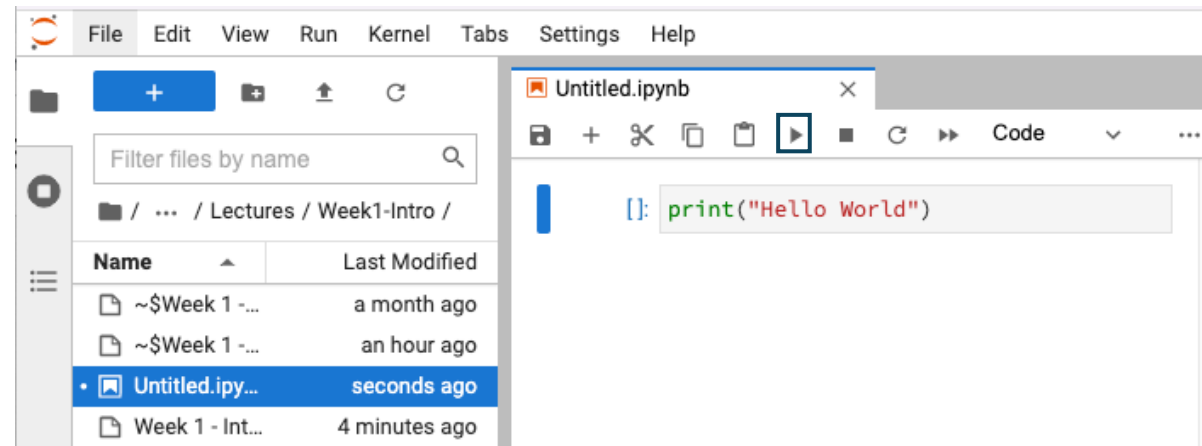 File Edit View Run Kernel Tabs Settings Help
+
Filter files by name
/ ··· / Lectures / Week1-Intro /
Name Last Modified
~$Week 1 -... a month ago
~$Week 1 -... an hour ago
• Untitled.ipy... seconds ago
Week 1 - Int... 4 minutes ago
Untitled.ipynb ×
Code ···
[]: print("Hello World")